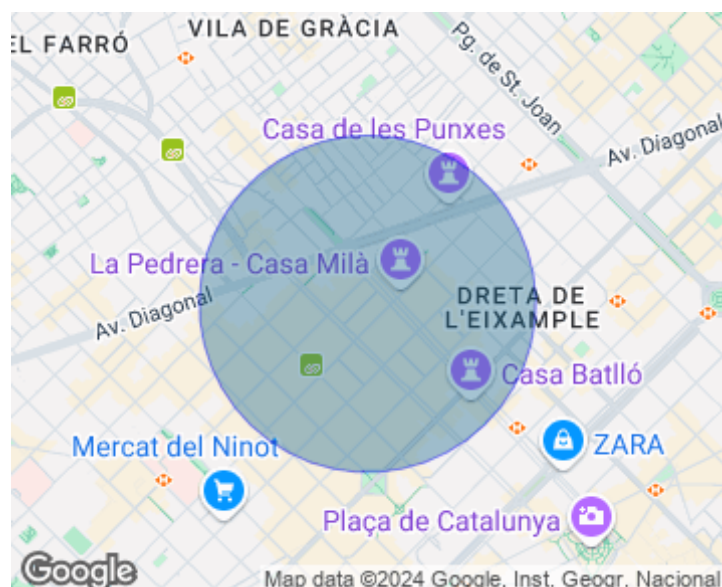 EL FARRÓ
VILA DE GRÀCIA
Pg. de St. Joan
Casa de les Punxes
Av. Diagonal
La Pedrera - Casa Milà
Av. Diagonal
DRETA DE
L'EIXAMPLE
Casa Batlló
Mercat del Ninot
ZARA
Plaça de Catalunya
Google
Map data ©2024 Google, Inst. Geogr. Nacional